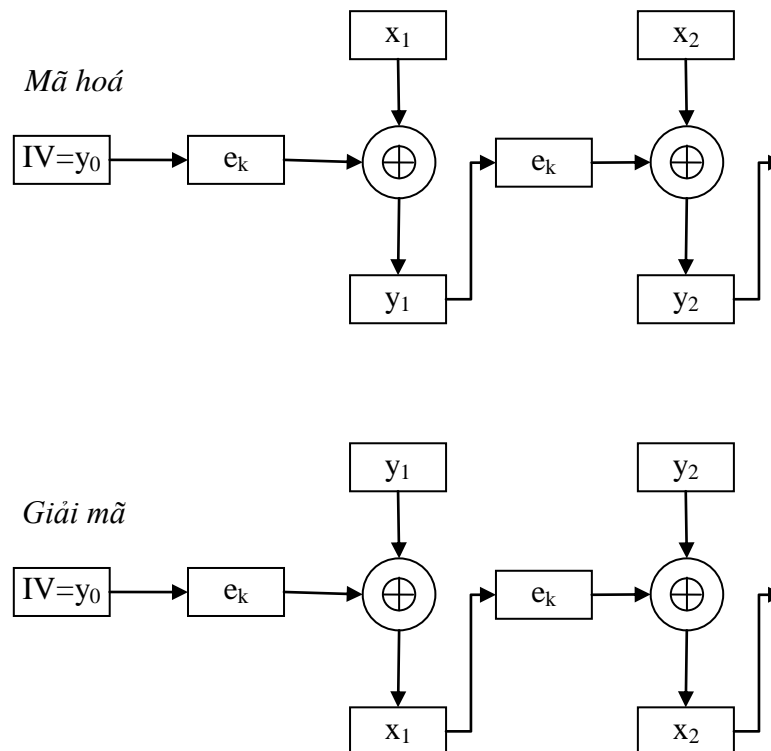 x₁ x₂
Mã hoá
IV=y₀ eₖ eₖ
y₁ y₂
y₁ y₂
Giải mã
IV=y₀ eₖ eₖ
x₁ x₂